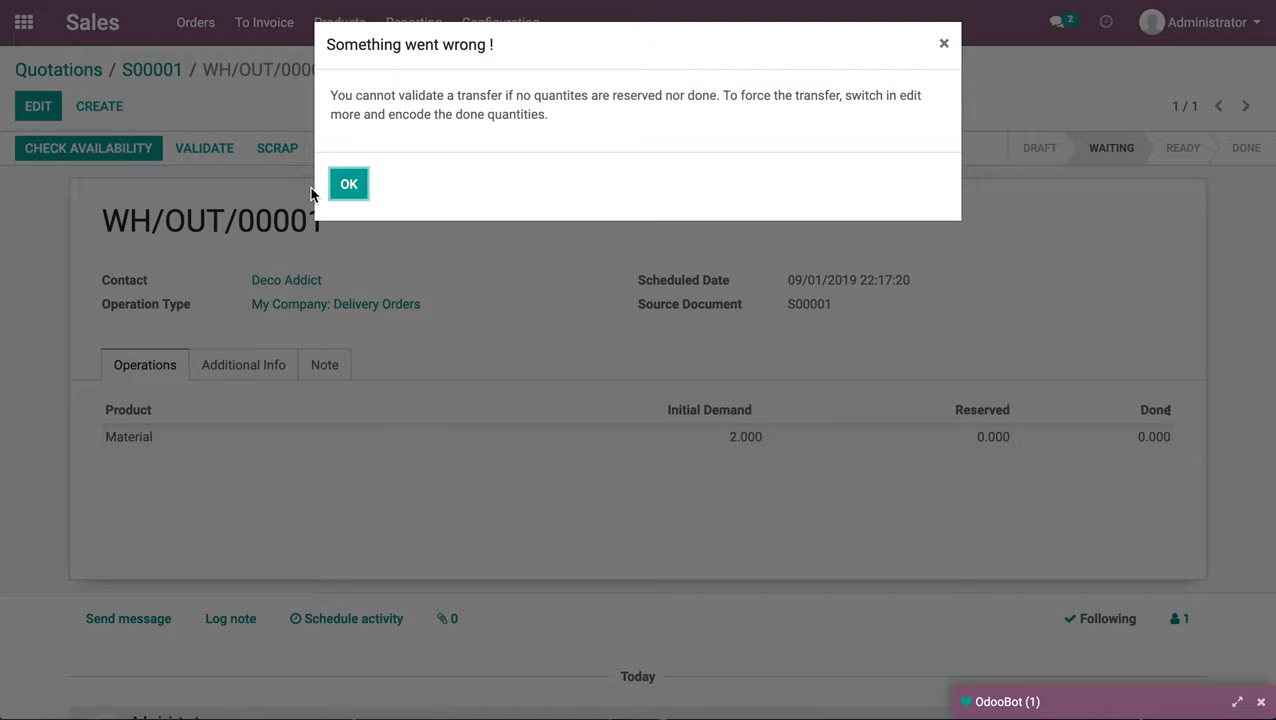 Sales Orders To Invoice Products Reporting Configuration 2 Administrator
Something went wrong !
Quotations / S00001 / WH/OUT/000
You cannot validate a transfer if no quantites are reserved nor done. To force the transfer, switch in edit
more and encode the done quantities.
EDIT CREATE 1 / 1
CHECK AVAILABILITY VALIDATE SCRAP DRAFT WAITING READY DONE
OK
WH/OUT/00001
Contact Deco Addict Scheduled Date 09/01/2019 22:17:20
Operation Type My Company: Delivery Orders Source Document S00001
Operations Additional Info Note
Product Initial Demand Reserved Done
Material 2.000 0.000 0.000
Send message Log note Schedule activity 0 Following 1
Today
OdooBot (1)